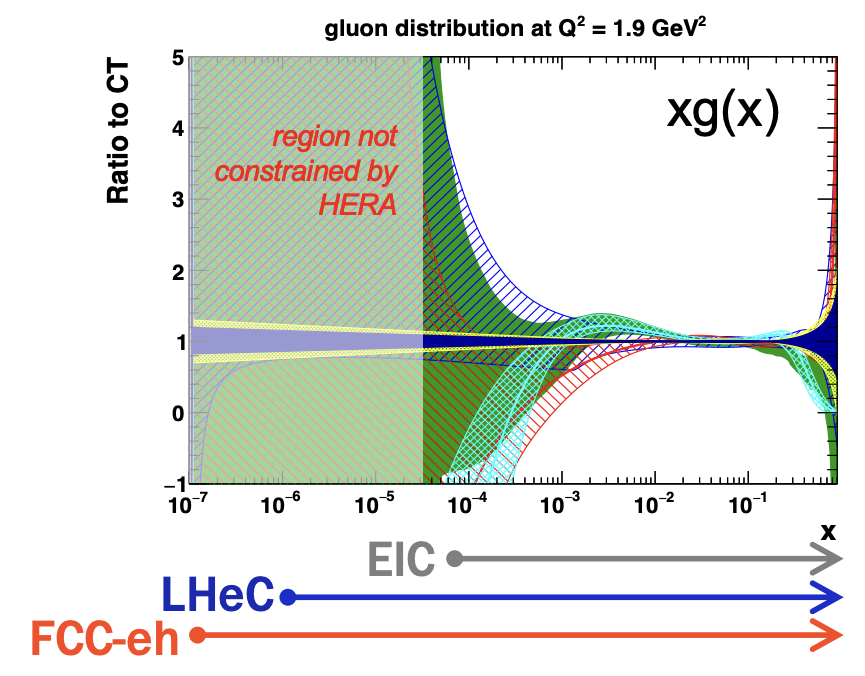 gluon distribution at Q² = 1.9 GeV²
Ratio to CT
5
4
3
2
1
0
−1
xg(x)
region not
constrained by
HERA
10⁻⁷ 10⁻⁶ 10⁻⁵ 10⁻⁴ 10⁻³ 10⁻² 10⁻¹
x
EIC
LHeC
FCC-eh